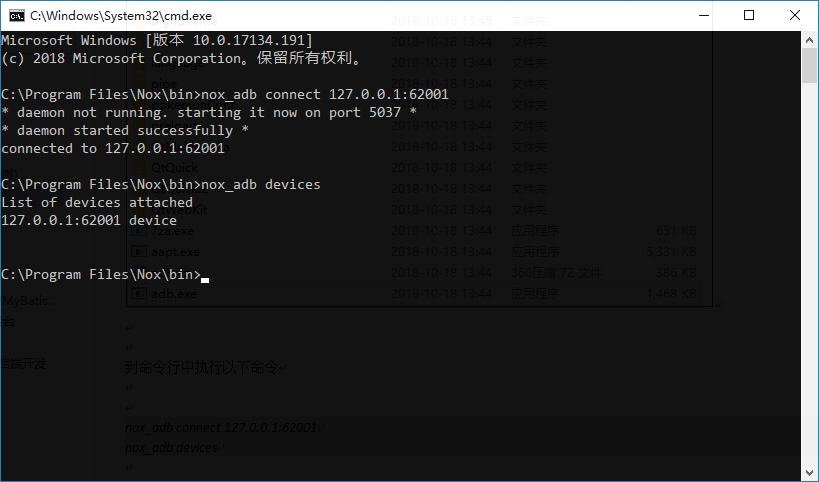 C:\Windows\System32\cmd.exe
Microsoft Windows [版本 10.0.17134.191]
(c) 2018 Microsoft Corporation。保留所有权利。
C:\Program Files\Nox\bin>nox_adb connect 127.0.0.1:62001
* daemon not running. starting it now on port 5037 *
* daemon started successfully *
connected to 127.0.0.1:62001
C:\Program Files\Nox\bin>nox_adb devices
List of devices attached
127.0.0.1:62001 device
C:\Program Files\Nox\bin>
2018-10-18 13:45 文件夹
2018-10-18 13:44 文件夹
2018-10-18 13:44 文件夹
pipe 2018-10-18 13:44 文件夹
2018-10-18 13:44 文件夹
2018-10-18 13:44 文件夹
2018-10-18 13:44 文件夹
QtQuick 2018-10-18 13:44 文件夹
2018-10-18 13:44 文件夹
2018-10-18 13:44 文件夹
7za.exe 2018-10-18 13:44 应用程序 651 KB
aapt.exe 2018-10-18 13:44 应用程序 5,331 KB
2018-10-18 13:44 360压缩 7Z 文件 386 KB
adb.exe 2018-10-18 13:44 应用程序 1,468 KB
MyBatis...
后端开发
到命令行中执行以下命令
nox_adb connect 127.0.0.1:62001
nox_adb devices